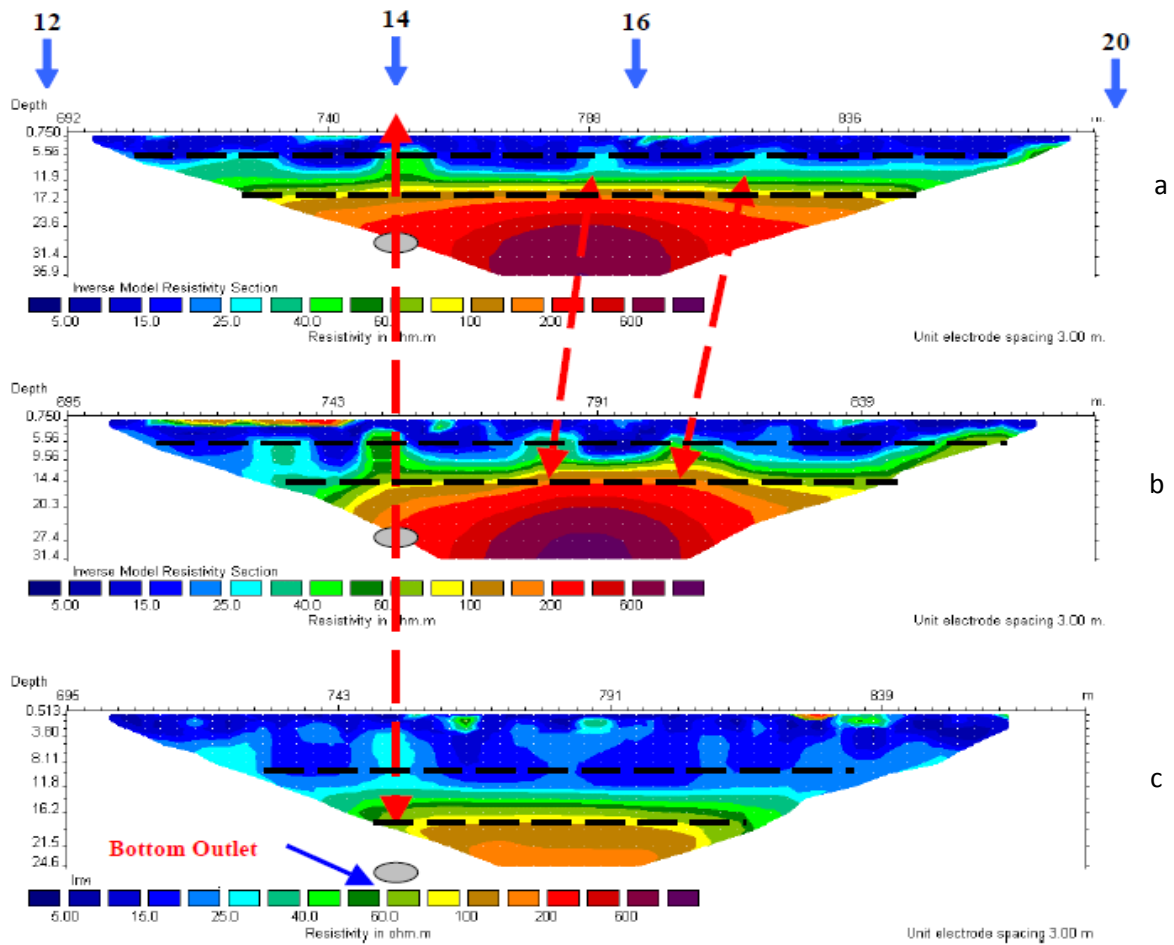 12 14 16 20
Depth
692 740 788 836 m.
0.750
5.56
11.9
17.2
23.6
31.4
36.9
a
Inverse Model Resistivity Section
5.00 15.0 25.0 40.0 60.0 100 200 600
Resistivity in ohm.m
Unit electrode spacing 3.00 m.
Depth
695 743 791 839 m.
0.750
5.56
9.56
14.4
20.3
27.4
31.4
b
Inverse Model Resistivity Section
5.00 15.0 25.0 40.0 60.0 100 200 600
Resistivity in ohm.m
Unit electrode spacing 3.00 m.
Depth
695 743 791 839 m
0.513
3.80
8.11
11.8
16.2
21.5
24.6
c
Bottom Outlet
5.00 15.0 25.0 40.0 60.0 100 200 600
Resistivity in ohm.m
Unit electrode spacing 3.00 m.